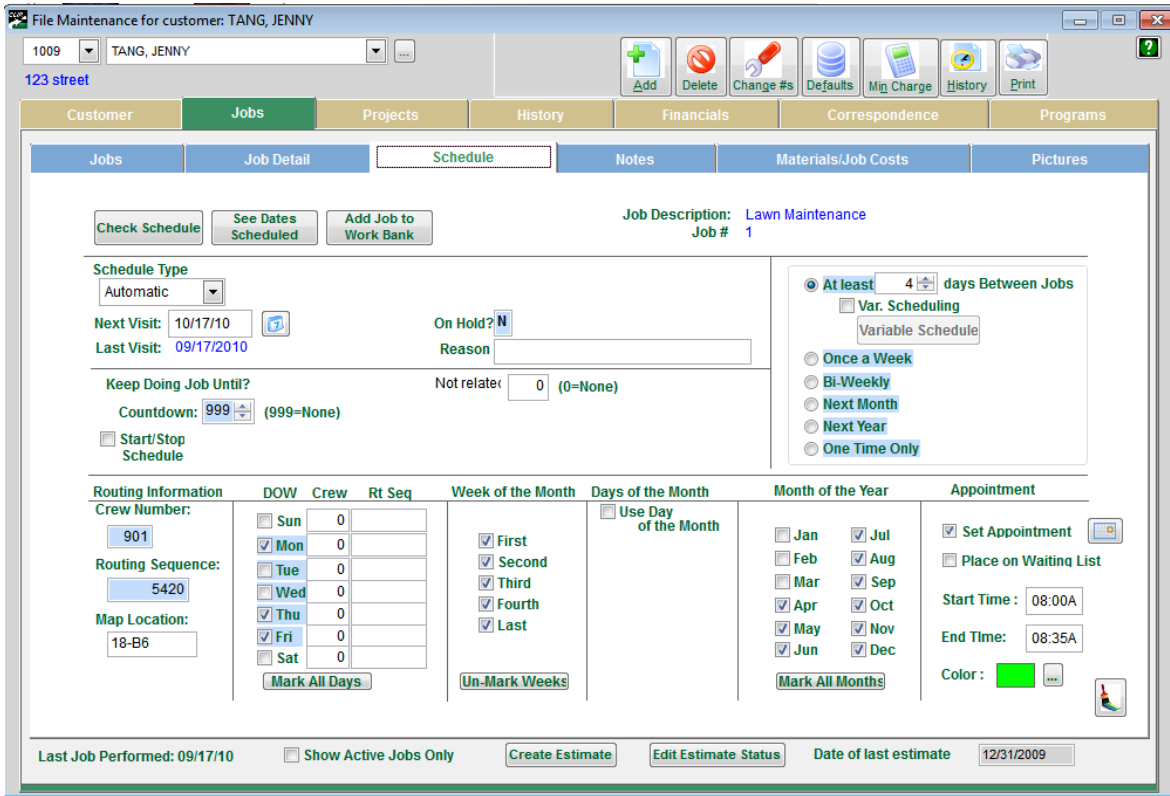 CLIP File Maintenance for customer: TANG, JENNY
1009 TANG, JENNY ... ?
123 street
Add Delete Change #s Defaults Min Charge History Print
Customer Jobs Projects History Financials Correspondence Programs
Jobs Job Detail Schedule Notes Materials/Job Costs Pictures
Check Schedule See Dates Scheduled Add Job to Work Bank
Job Description: Lawn Maintenance
Job # 1
Schedule Type
Automatic
Next Visit: 10/17/10 7
Last Visit: 09/17/2010
On Hold? N
Reason
At least 4 days Between Jobs
Var. Scheduling
Variable Schedule
Once a Week
Bi-Weekly
Next Month
Next Year
One Time Only
Keep Doing Job Until?
Countdown: 999 (999=None)
Start/Stop
Schedule
Not relatec 0 (0=None)
Routing Information
Crew Number:
901
Routing Sequence:
5420
Map Location:
18-B6
DOW Crew Rt Seq
Sun 0
Mon 0
Tue 0
Wed 0
Thu 0
Fri 0
Sat 0
Mark All Days
Week of the Month
First
Second
Third
Fourth
Last
Un-Mark Weeks
Days of the Month
Use Day
of the Month
Month of the Year
Jan Jul
Feb Aug
Mar Sep
Apr Oct
May Nov
Jun Dec
Mark All Months
Appointment
Set Appointment
Place on Waiting List
Start Time : 08:00A
End TIme: 08:35A
Color : ...
Last Job Performed: 09/17/10 Show Active Jobs Only Create Estimate Edit Estimate Status Date of last estimate 12/31/2009